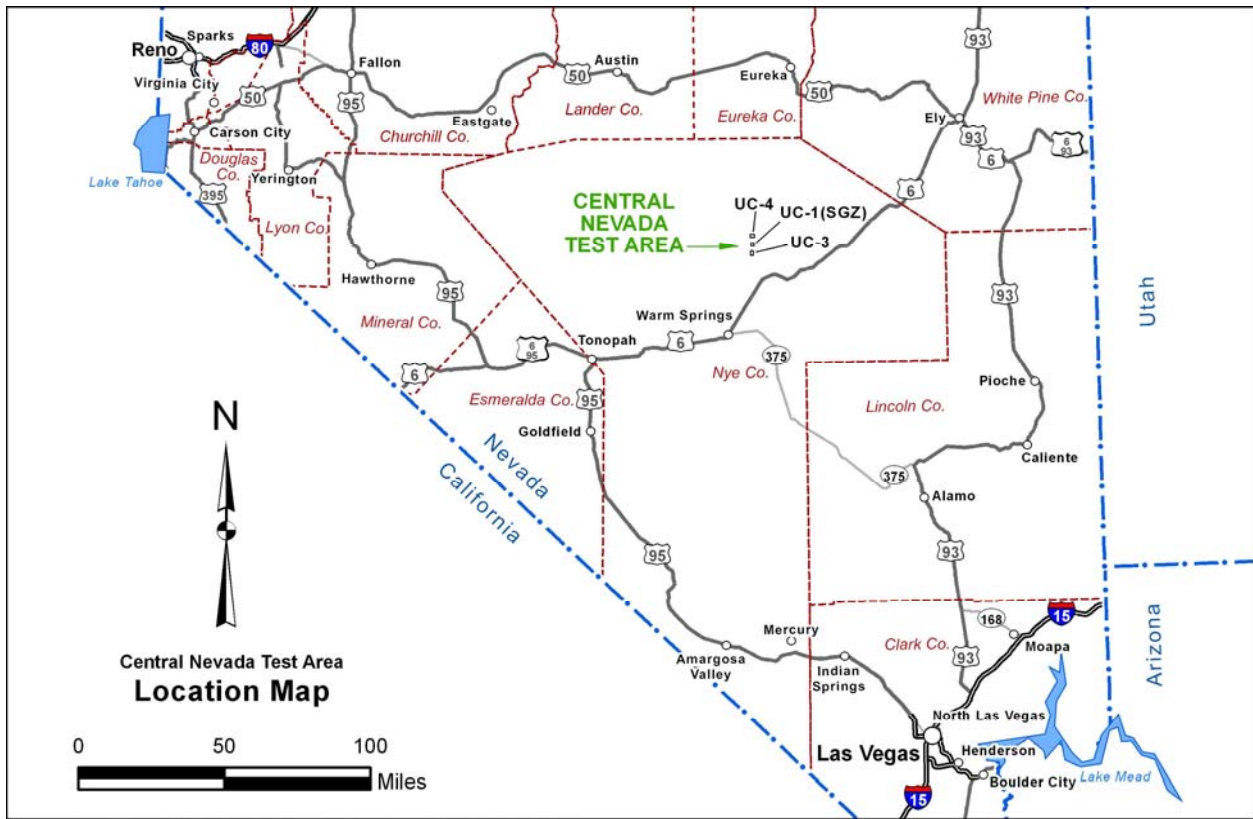 93
Sparks
Reno
80
Fallon
Austin
Eureka
Virginia City
50
95
50
50
Lander Co.
Eureka Co.
White Pine Co.
Eastgate
Churchill Co.
Ely
93
6
6
93
Carson City
Douglas
Co.
Yerington
Lake Tahoe
395
Lyon Co.
6
CENTRAL
NEVADA
TEST AREA
UC-4
UC-1(SGZ)
UC-3
Hawthorne
95
93
Utah
Mineral Co.
Warm Springs
Tonopah
6
95
6
6
375
Nye Co.
Pioche
Esmeralda Co.
95
Lincoln Co.
Goldfield
N
Nevada
California
Caliente
375
Alamo
95
93
Arizona
15
168
Mercury
Clark Co.
Moapa
Amargosa
Valley
Indian
Springs
93
Central Nevada Test Area
Location Map
North Las Vegas
Las Vegas
Henderson
Boulder City
Lake Mead
15
0
50
100
Miles